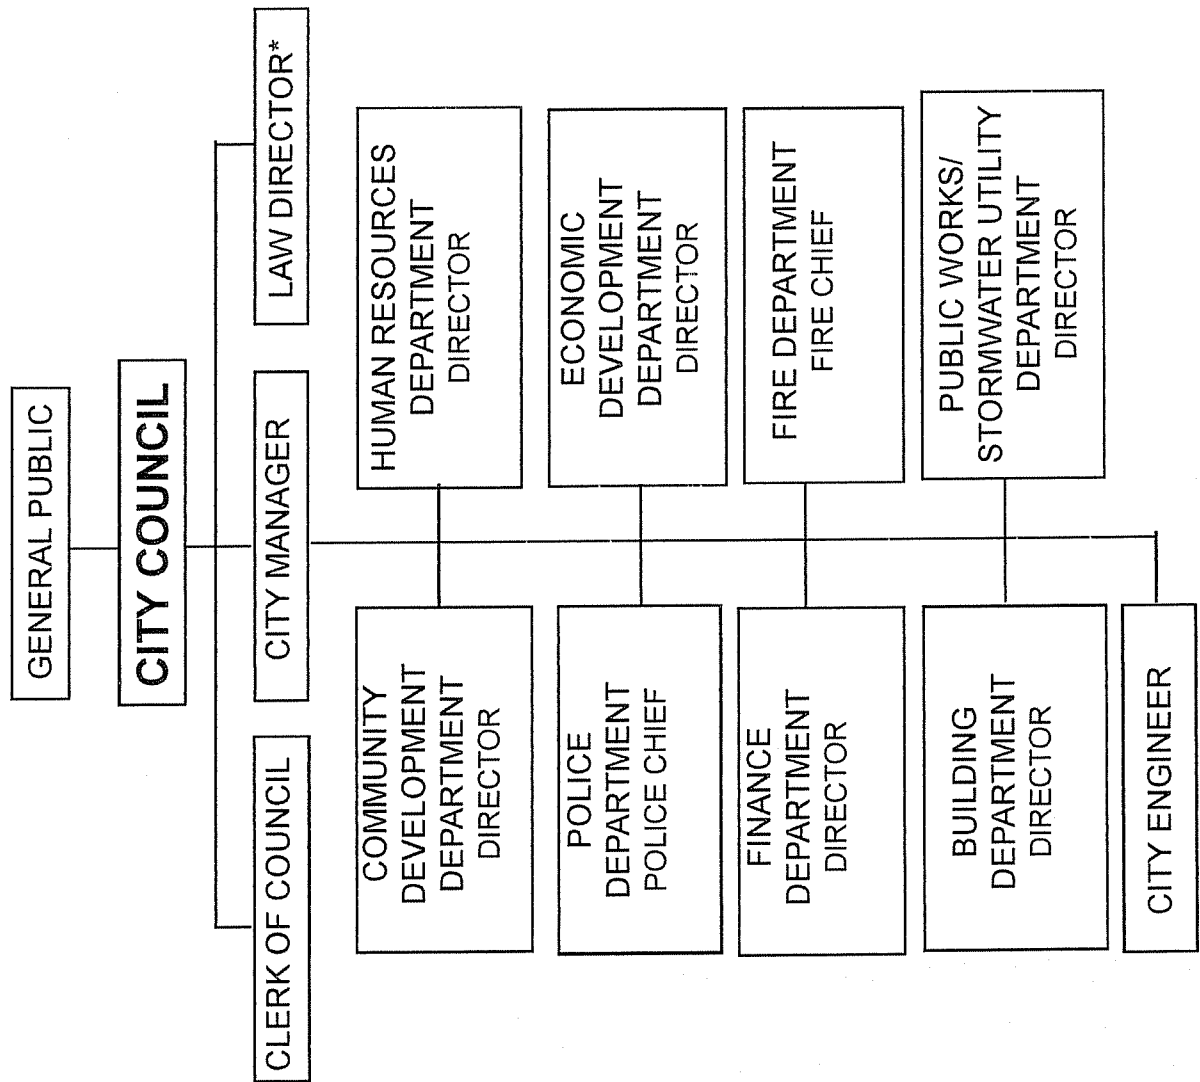 GENERAL PUBLIC
CITY COUNCIL
CLERK OF COUNCIL
CITY MANAGER
LAW DIRECTOR*
COMMUNITY
DEVELOPMENT
DEPARTMENT
DIRECTOR
HUMAN RESOURCES
DEPARTMENT
DIRECTOR
POLICE
DEPARTMENT
POLICE CHIEF
ECONOMIC
DEVELOPMENT
DEPARTMENT
DIRECTOR
FINANCE
DEPARTMENT
DIRECTOR
FIRE DEPARTMENT
FIRE CHIEF
BUILDING
DEPARTMENT
DIRECTOR
PUBLIC WORKS/
STORMWATER UTILITY
DEPARTMENT
DIRECTOR
CITY ENGINEER